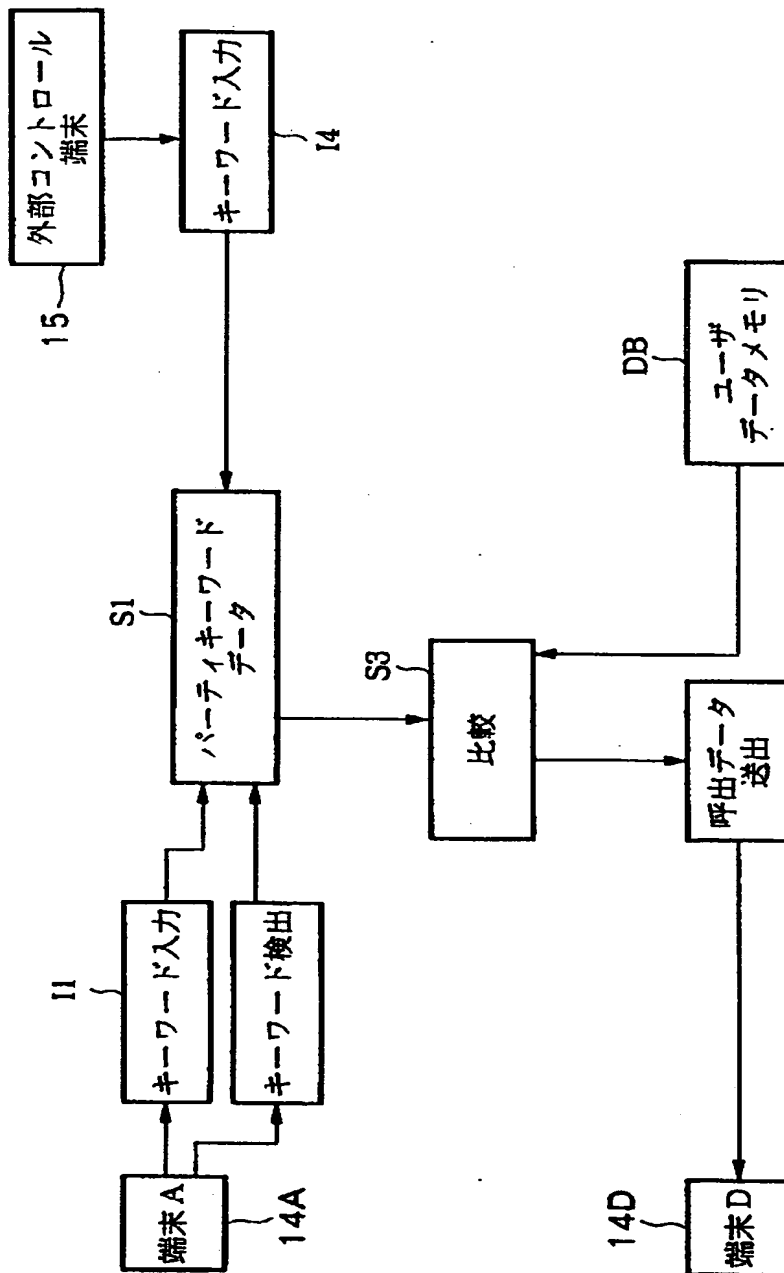 端末A
14A
I1
キーワード入力
キーワード検出
S1
パーティキーワード
データ
外部コントロール
端末
15
キーワード入力
I4
S3
比較
DB
ユーザ
データメモリ
呼出データ
送出
14D
端末D